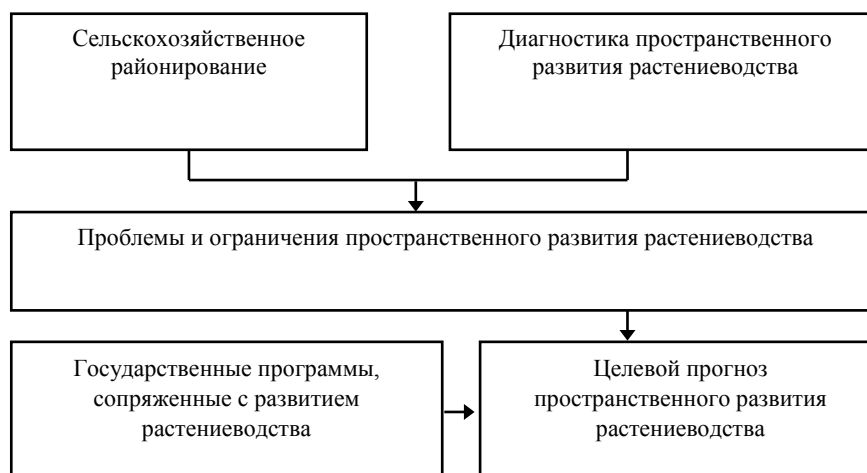 Сельскохозяйственное
районирование
Диагностика пространственного
развития растениеводства
Проблемы и ограничения пространственного развития растениеводства
Государственные программы,
сопряженные с развитием
растениеводства
Целевой прогноз
пространственного развития
растениеводства